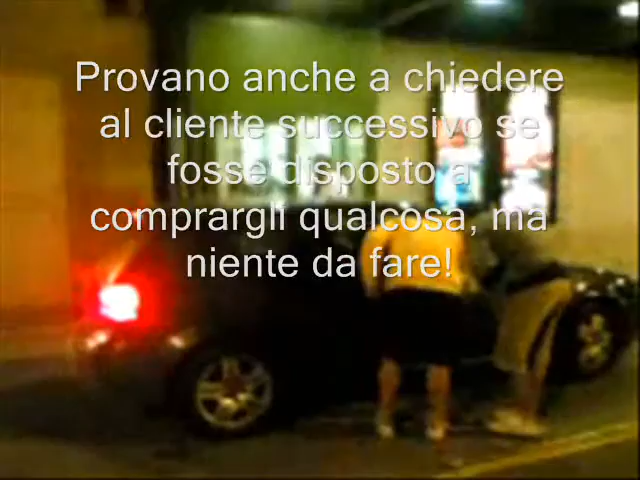 Provano anche a chiedere
al cliente successivo se
fosse disposto a
comprargli qualcosa, ma
niente da fare!